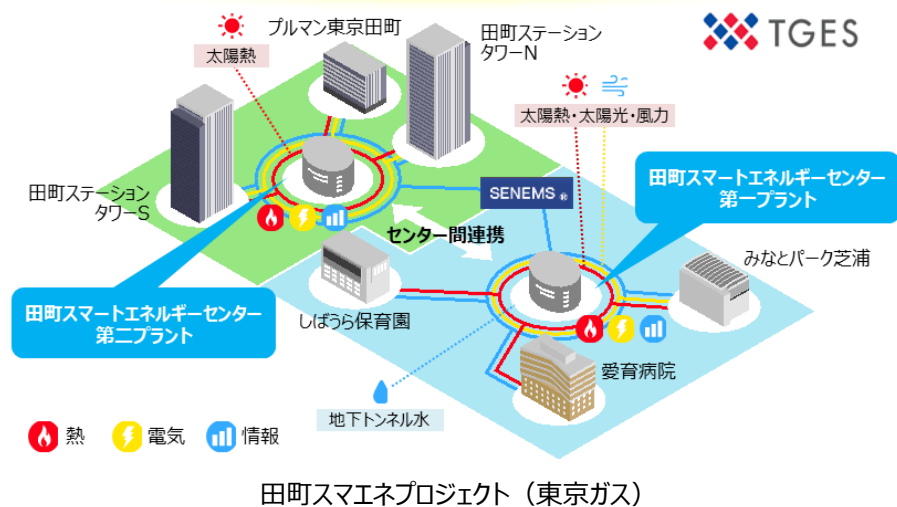 TGES
プルマン東京田町
田町ステーション
タワーN
太陽熱
太陽熱・太陽光・風力
田町スマートエネルギーセンター
第一プラント
田町ステーション
タワーS
SENEMS ®
センター間連携
みなとパーク芝浦
田町スマートエネルギーセンター
第二プラント
しばうら保育園
愛育病院
地下トンネル水
熱
電気
情報
田町スマエネプロジェクト（東京ガス）